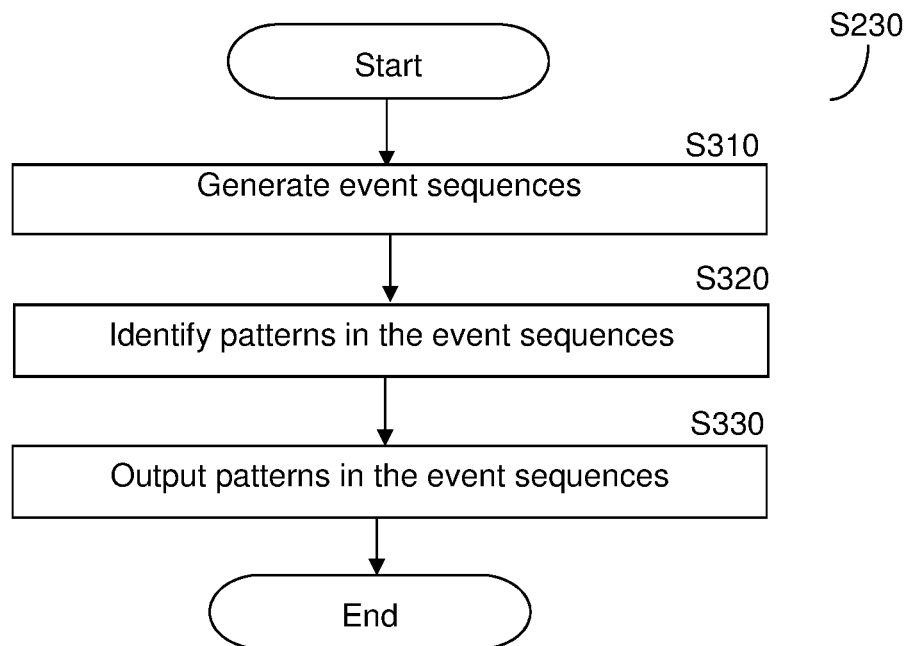 S230
Start
S310
Generate event sequences
S320
Identify patterns in the event sequences
S330
Output patterns in the event sequences
End